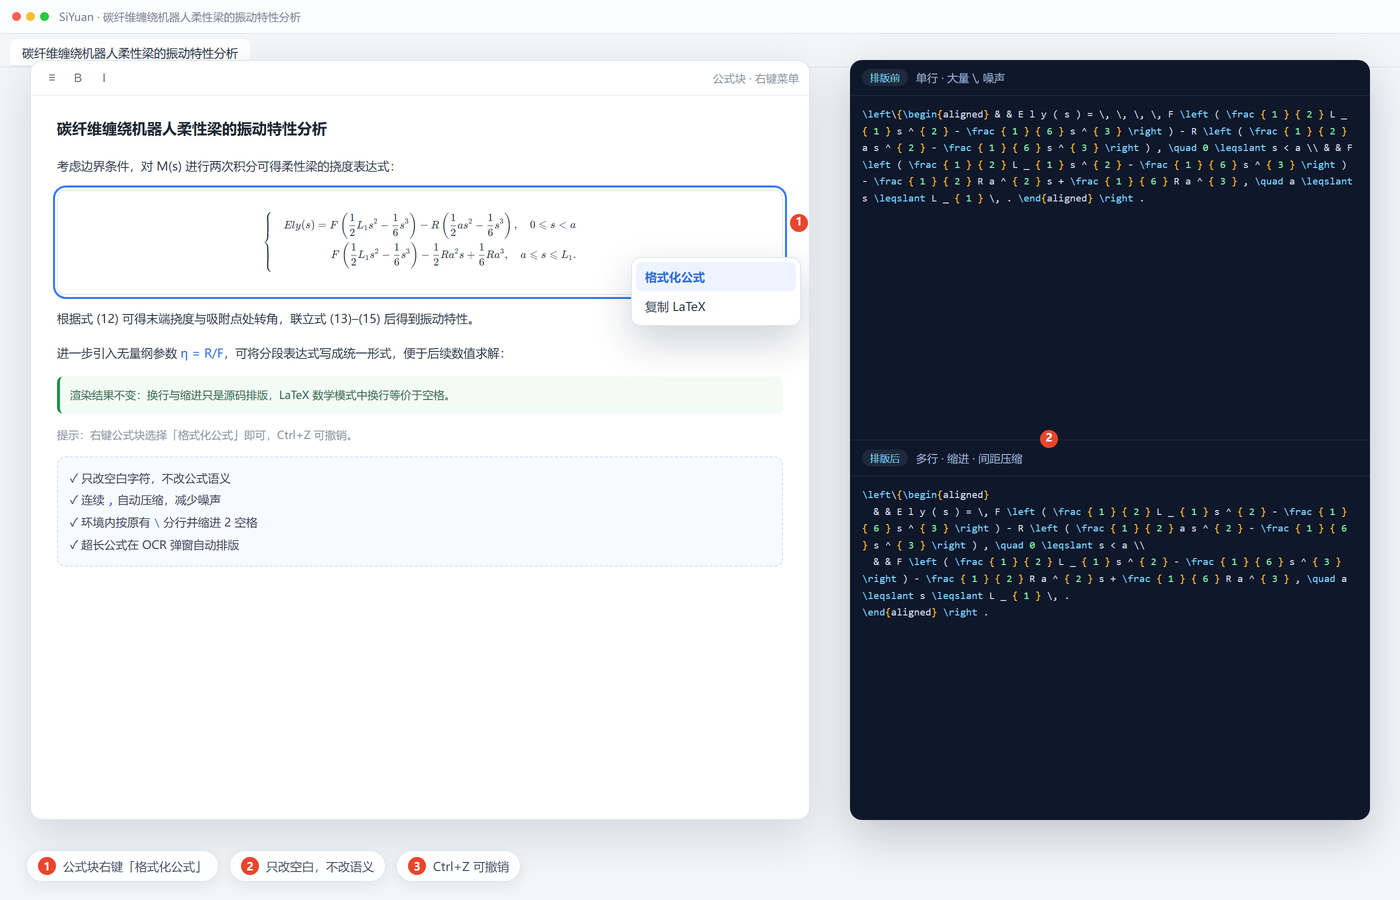 SiYuan · 碳纤维缠绕机器人柔性梁的振动特性分析
碳纤维缠绕机器人柔性梁的振动特性分析
≡ B I
公式块 · 右键菜单
碳纤维缠绕机器人柔性梁的振动特性分析
考虑边界条件，对 M(s) 进行两次积分可得柔性梁的挠度表达式：
{ Ely(s) = F (1/2 L₁s² − 1/6 s³) − R (1/2 as² − 1/6 s³) , 0 ⩽ s < a
F (1/2 L₁s² − 1/6 s³) − 1/2 Ra²s + 1/6 Ra³, a ⩽ s ⩽ L₁.
1
格式化公式
复制 LaTeX
根据式 (12) 可得末端挠度与吸附点处转角，联立式 (13)–(15) 后得到振动特性。
进一步引入无量纲参数 η = R/F，可将分段表达式写成统一形式，便于后续数值求解：
渲染结果不变：换行与缩进只是源码排版，LaTeX 数学模式中换行等价于空格。
提示：右键公式块选择「格式化公式」即可，Ctrl+Z 可撤销。
✓ 只改空白字符，不改公式语义
✓ 连续 , 自动压缩，减少噪声
✓ 环境内按原有 \ 分行并缩进 2 空格
✓ 超长公式在 OCR 弹窗自动排版
排版前 单行 · 大量 \, 噪声
\left\{\begin{aligned} & & E l y ( s ) = \, \, \, \, F \left ( \frac { 1 } { 2 } L _
{ 1 } s ^ { 2 } - \frac { 1 } { 6 } s ^ { 3 } \right ) - R \left ( \frac { 1 } { 2 }
a s ^ { 2 } - \frac { 1 } { 6 } s ^ { 3 } \right ) , \quad 0 \leqslant s < a \\ & & F
\left ( \frac { 1 } { 2 } L _ { 1 } s ^ { 2 } - \frac { 1 } { 6 } s ^ { 3 } \right )
- \frac { 1 } { 2 } R a ^ { 2 } s + \frac { 1 } { 6 } R a ^ { 3 } , \quad a \leqslant
s \leqslant L _ { 1 } \, . \end{aligned} \right .
2
排版后 多行 · 缩进 · 间距压缩
\left\{\begin{aligned}
& & E l y ( s ) = \, F \left ( \frac { 1 } { 2 } L _ { 1 } s ^ { 2 } - \frac { 1 }
{ 6 } s ^ { 3 } \right ) - R \left ( \frac { 1 } { 2 } a s ^ { 2 } - \frac { 1 } { 6
} s ^ { 3 } \right ) , \quad 0 \leqslant s < a \\
& & F \left ( \frac { 1 } { 2 } L _ { 1 } s ^ { 2 } - \frac { 1 } { 6 } s ^ { 3 }
\right ) - \frac { 1 } { 2 } R a ^ { 2 } s + \frac { 1 } { 6 } R a ^ { 3 } , \quad a
\leqslant s \leqslant L _ { 1 } \, .
\end{aligned} \right .
1 公式块右键「格式化公式」
2 只改空白，不改语义
3 Ctrl+Z 可撤销